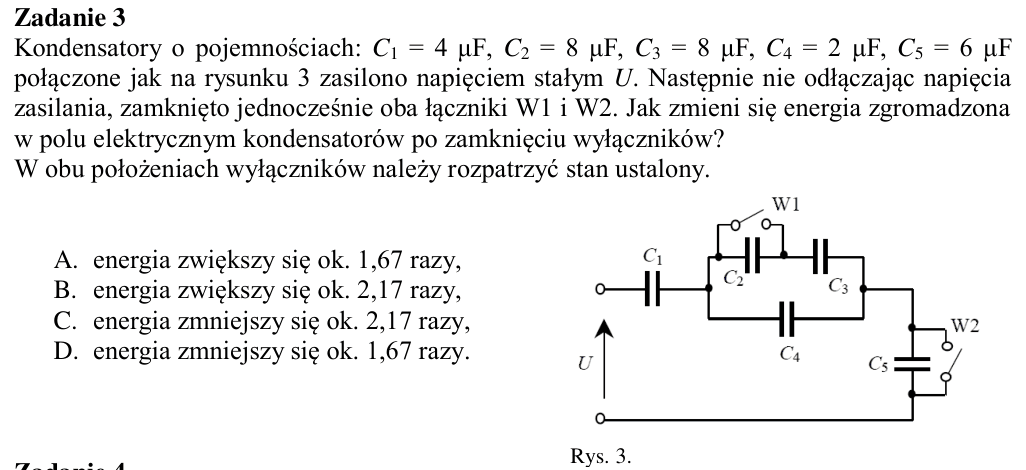 Zadanie 3
Kondensatory o pojemnościach: C₁ = 4 μF, C₂ = 8 μF, C₃ = 8 μF, C₄ = 2 μF, C₅ = 6 μF
połączone jak na rysunku 3 zasilono napięciem stałym U. Następnie nie odłączając napięcia
zasilania, zamknięto jednocześnie oba łączniki W1 i W2. Jak zmieni się energia zgromadzona
w polu elektrycznym kondensatorów po zamknięciu wyłączników?
W obu położeniach wyłączników należy rozpatrzyć stan ustalony.
A. energia zwiększy się ok. 1,67 razy,
B. energia zwiększy się ok. 2,17 razy,
C. energia zmniejszy się ok. 2,17 razy,
D. energia zmniejszy się ok. 1,67 razy.
W1
C₁
C₂
C₃
W2
U
C₄
C₅
Rys. 3.